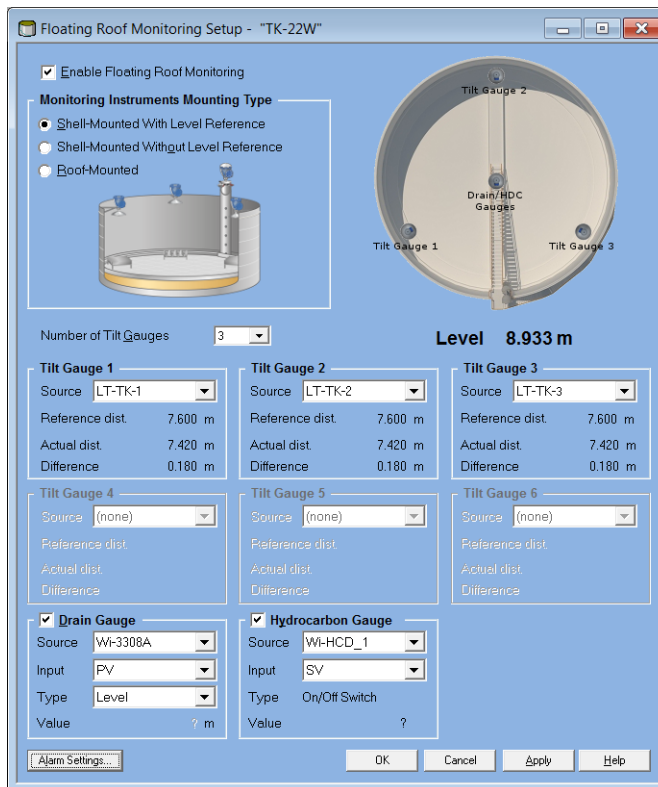 Floating Roof Monitoring Setup - "TK-22W"
Enable Floating Roof Monitoring
Monitoring Instruments Mounting Type
Shell-Mounted With Level Reference
Shell-Mounted Without Level Reference
Roof-Mounted
Tilt Gauge 2
Drain/HDC
Gauges
Tilt Gauge 1
Tilt Gauge 3
Number of Tilt Gauges 3
Level 8.933 m
Tilt Gauge 1
Source LT-TK-1
Reference dist. 7.600 m
Actual dist. 7.420 m
Difference 0.180 m
Tilt Gauge 2
Source LT-TK-2
Reference dist. 7.600 m
Actual dist. 7.420 m
Difference 0.180 m
Tilt Gauge 3
Source LT-TK-3
Reference dist. 7.600 m
Actual dist. 7.420 m
Difference 0.180 m
Tilt Gauge 4
Source (none)
Reference dist.
Actual dist.
Difference
Tilt Gauge 5
Source (none)
Reference dist.
Actual dist.
Difference
Tilt Gauge 6
Source (none)
Reference dist.
Actual dist.
Difference
Drain Gauge
Source Wi-3308A
Input PV
Type Level
Value ? m
Hydrocarbon Gauge
Source Wi-HCD_1
Input SV
Type On/Off Switch
Value ?
Alarm Settings...
OK
Cancel
Apply
Help